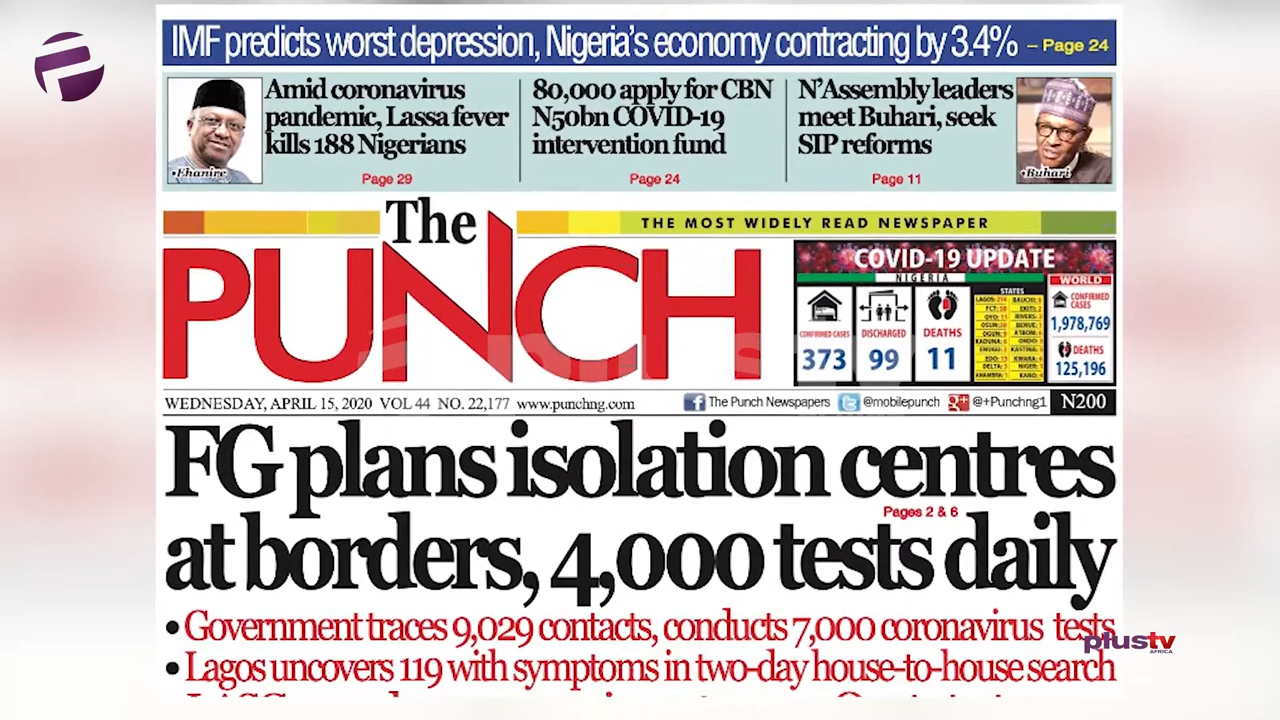 IMF predicts worst depression, Nigeria's economy contracting by 3.4% – Page 24
Amid coronavirus
pandemic, Lassa fever
kills 188 Nigerians
Page 29
•Ehanire
80,000 apply for CBN
N50bn COVID-19
intervention fund
Page 24
N'Assembly leaders
meet Buhari, seek
SIP reforms
Page 11
•Buhari
The
PUNCH
THE MOST WIDELY READ NEWSPAPER
COVID-19 UPDATE
NIGERIA
CONFIRMED
CASES
373
DISCHARGED
99
DEATHS
11
STATES
WORLD
CONFIRMED
CASES
1,978,769
DEATHS
125,196
WEDNESDAY, APRIL 15, 2020 VOL 44 NO. 22,177 www.punchng.com
The Punch Newspapers @mobilepunch @+Punchng1 N200
FG plans isolation centres
Pages 2 & 6
at borders, 4,000 tests daily
•Government traces 9,029 contacts, conducts 7,000 coronavirus tests
•Lagos uncovers 119 with symptoms in two-day house-to-house search
plustv
AFRICA